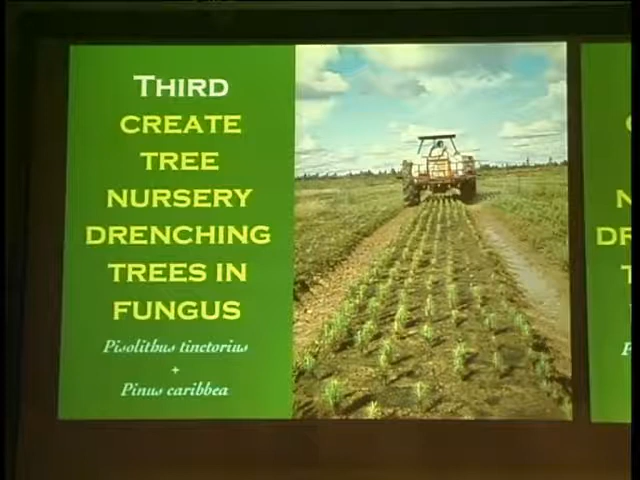 THIRD
CREATE
TREE
NURSERY
DRENCHING
TREES IN
FUNGUS
Pisolithus tinctorius
+
Pinus caribbea